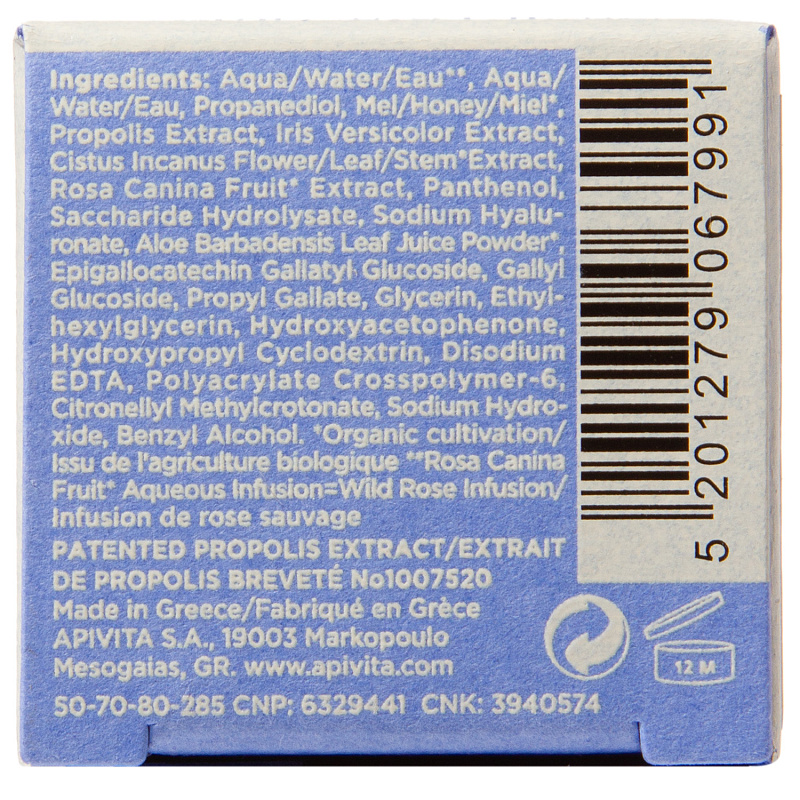 Ingredients: Aqua/Water/Eau**, Aqua/
Water/Eau, Propanediol, Mel/Honey/Miel*,
Propolis Extract, Iris Versicolor Extract,
Cistus Incanus Flower/Leaf/Stem*Extract,
Rosa Canina Fruit* Extract, Panthenol,
Saccharide Hydrolysate, Sodium Hyalu-
ronate, Aloe Barbadensis Leaf Juice Powder*,
Epigallocatechin Gallatyl Glucoside, Gallyl
Glucoside, Propyl Gallate, Glycerin, Ethyl-
hexylglycerin, Hydroxyacetophenone,
Hydroxypropyl Cyclodextrin, Disodium
EDTA, Polyacrylate Crosspolymer-6,
Citronellyl Methylcrotonate, Sodium Hydro-
xide, Benzyl Alcohol. *Organic cultivation/
Issu de l'agriculture biologique **Rosa Canina
Fruit* Aqueous Infusion=Wild Rose Infusion/
Infusion de rose sauvage
PATENTED PROPOLIS EXTRACT/EXTRAIT
DE PROPOLIS BREVETÉ No1007520
Made in Greece/Fabriqué en Grèce
APIVITA S.A., 19003 Markopoulo
Mesogaias, GR. www.apivita.com
50-70-80-285 CNP: 6329441 CNK: 3940574
5 201279 067991
12 M